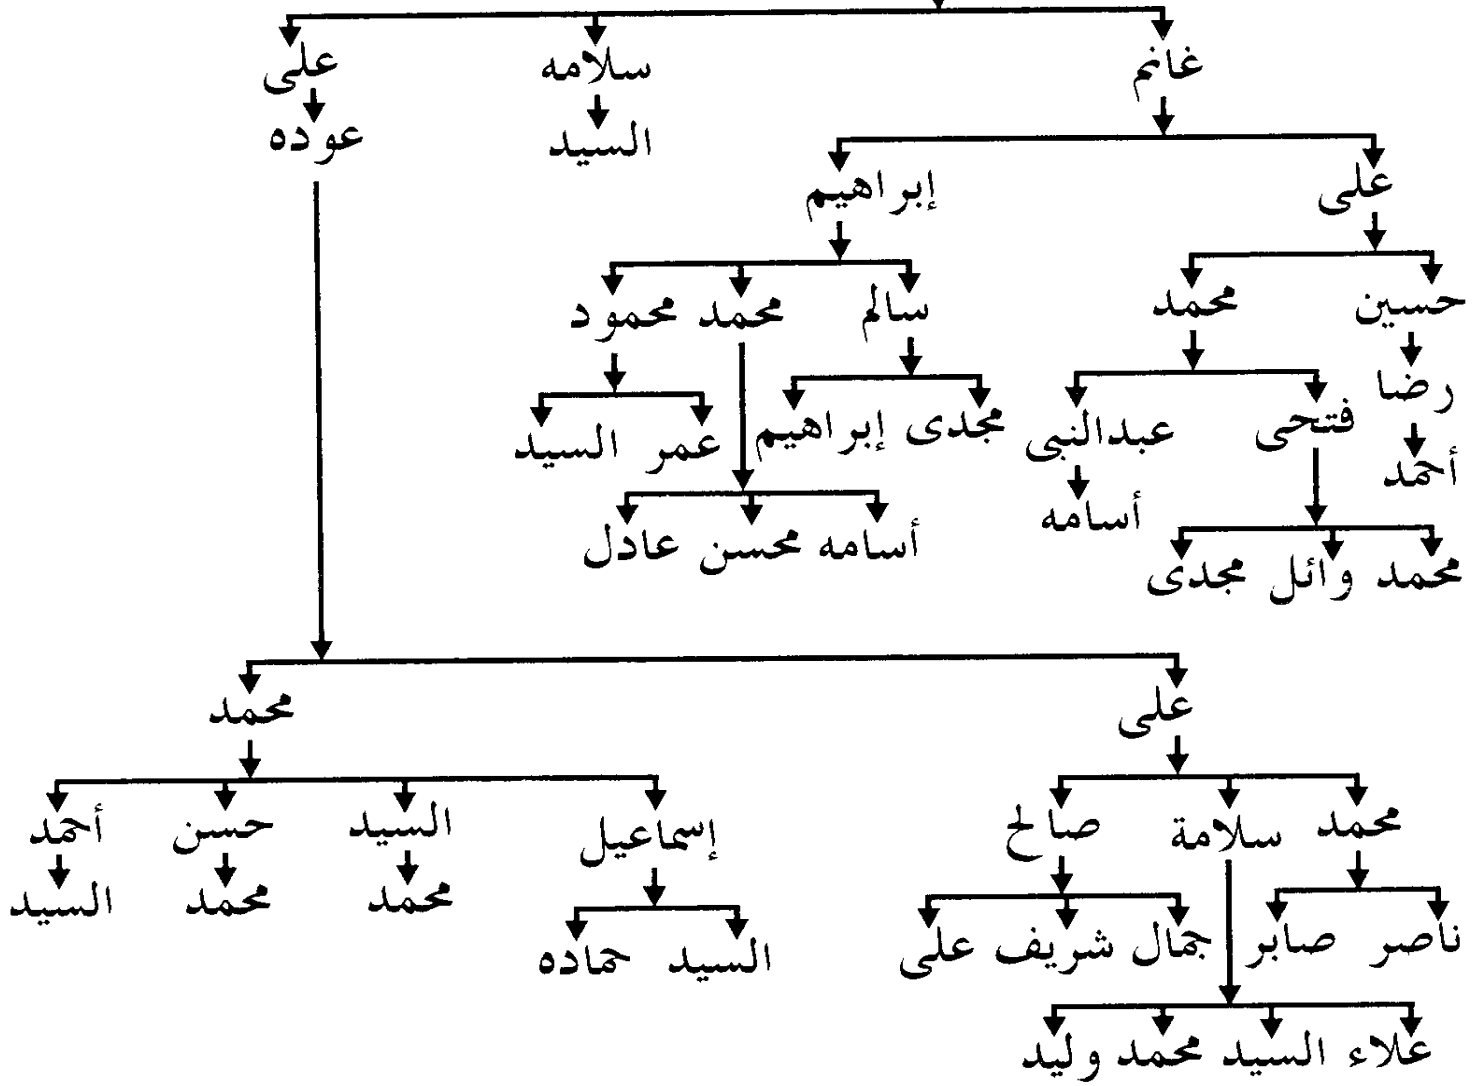 غانم سلامه على
السيد عوده
على إبراهيم
حسين محمد سالم محمد محمود
رضا
فتحى عبدالنبى مجدى إبراهيم عمر السيد
أحمد
أسامه
أسامه محسن عادل
محمد وائل مجدى
على محمد
محمد سلامة صالح إسماعيل السيد حسن أحمد
محمد محمد السيد
ناصر صابر جمال شريف على السيد حماده
علاء السيد محمد وليد